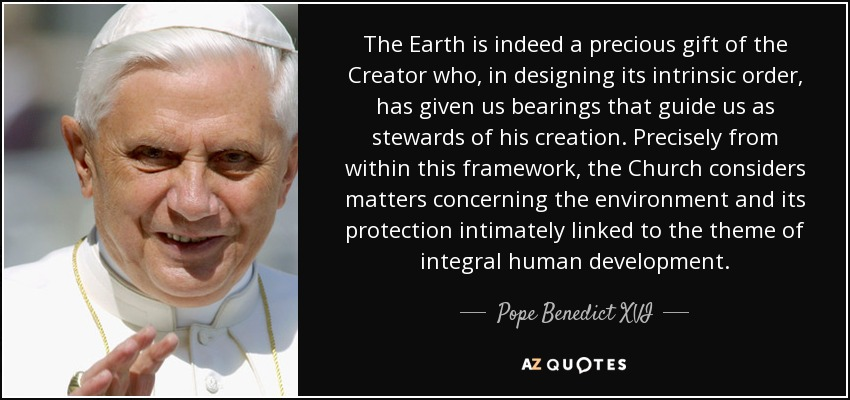 The Earth is indeed a precious gift of the
Creator who, in designing its intrinsic order,
has given us bearings that guide us as
stewards of his creation. Precisely from
within this framework, the Church considers
matters concerning the environment and its
protection intimately linked to the theme of
integral human development.
Pope Benedict XVI
AZ QUOTES